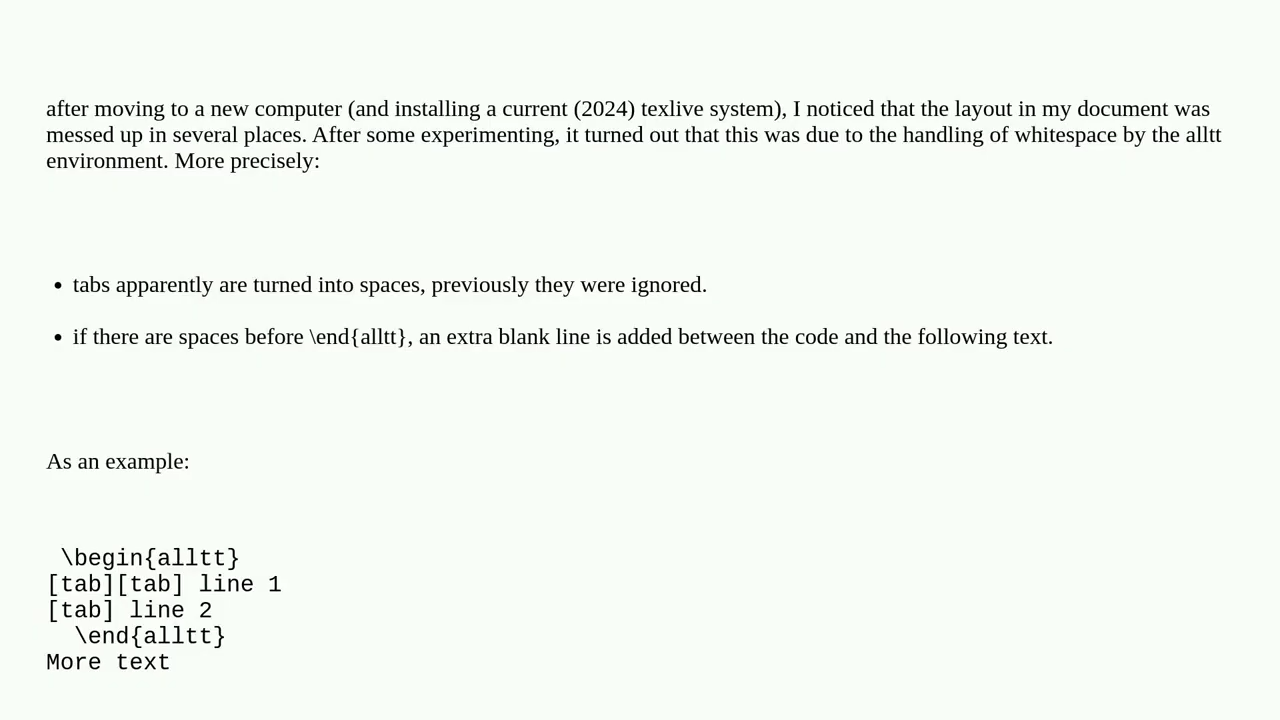 after moving to a new computer (and installing a current (2024) texlive system), I noticed that the layout in my document was
messed up in several places. After some experimenting, it turned out that this was due to the handling of whitespace by the alltt
environment. More precisely:
• tabs apparently are turned into spaces, previously they were ignored.
• if there are spaces before \end{alltt}, an extra blank line is added between the code and the following text.
As an example:
 \begin{alltt}
[tab][tab] line 1
[tab] line 2
  \end{alltt}
More text